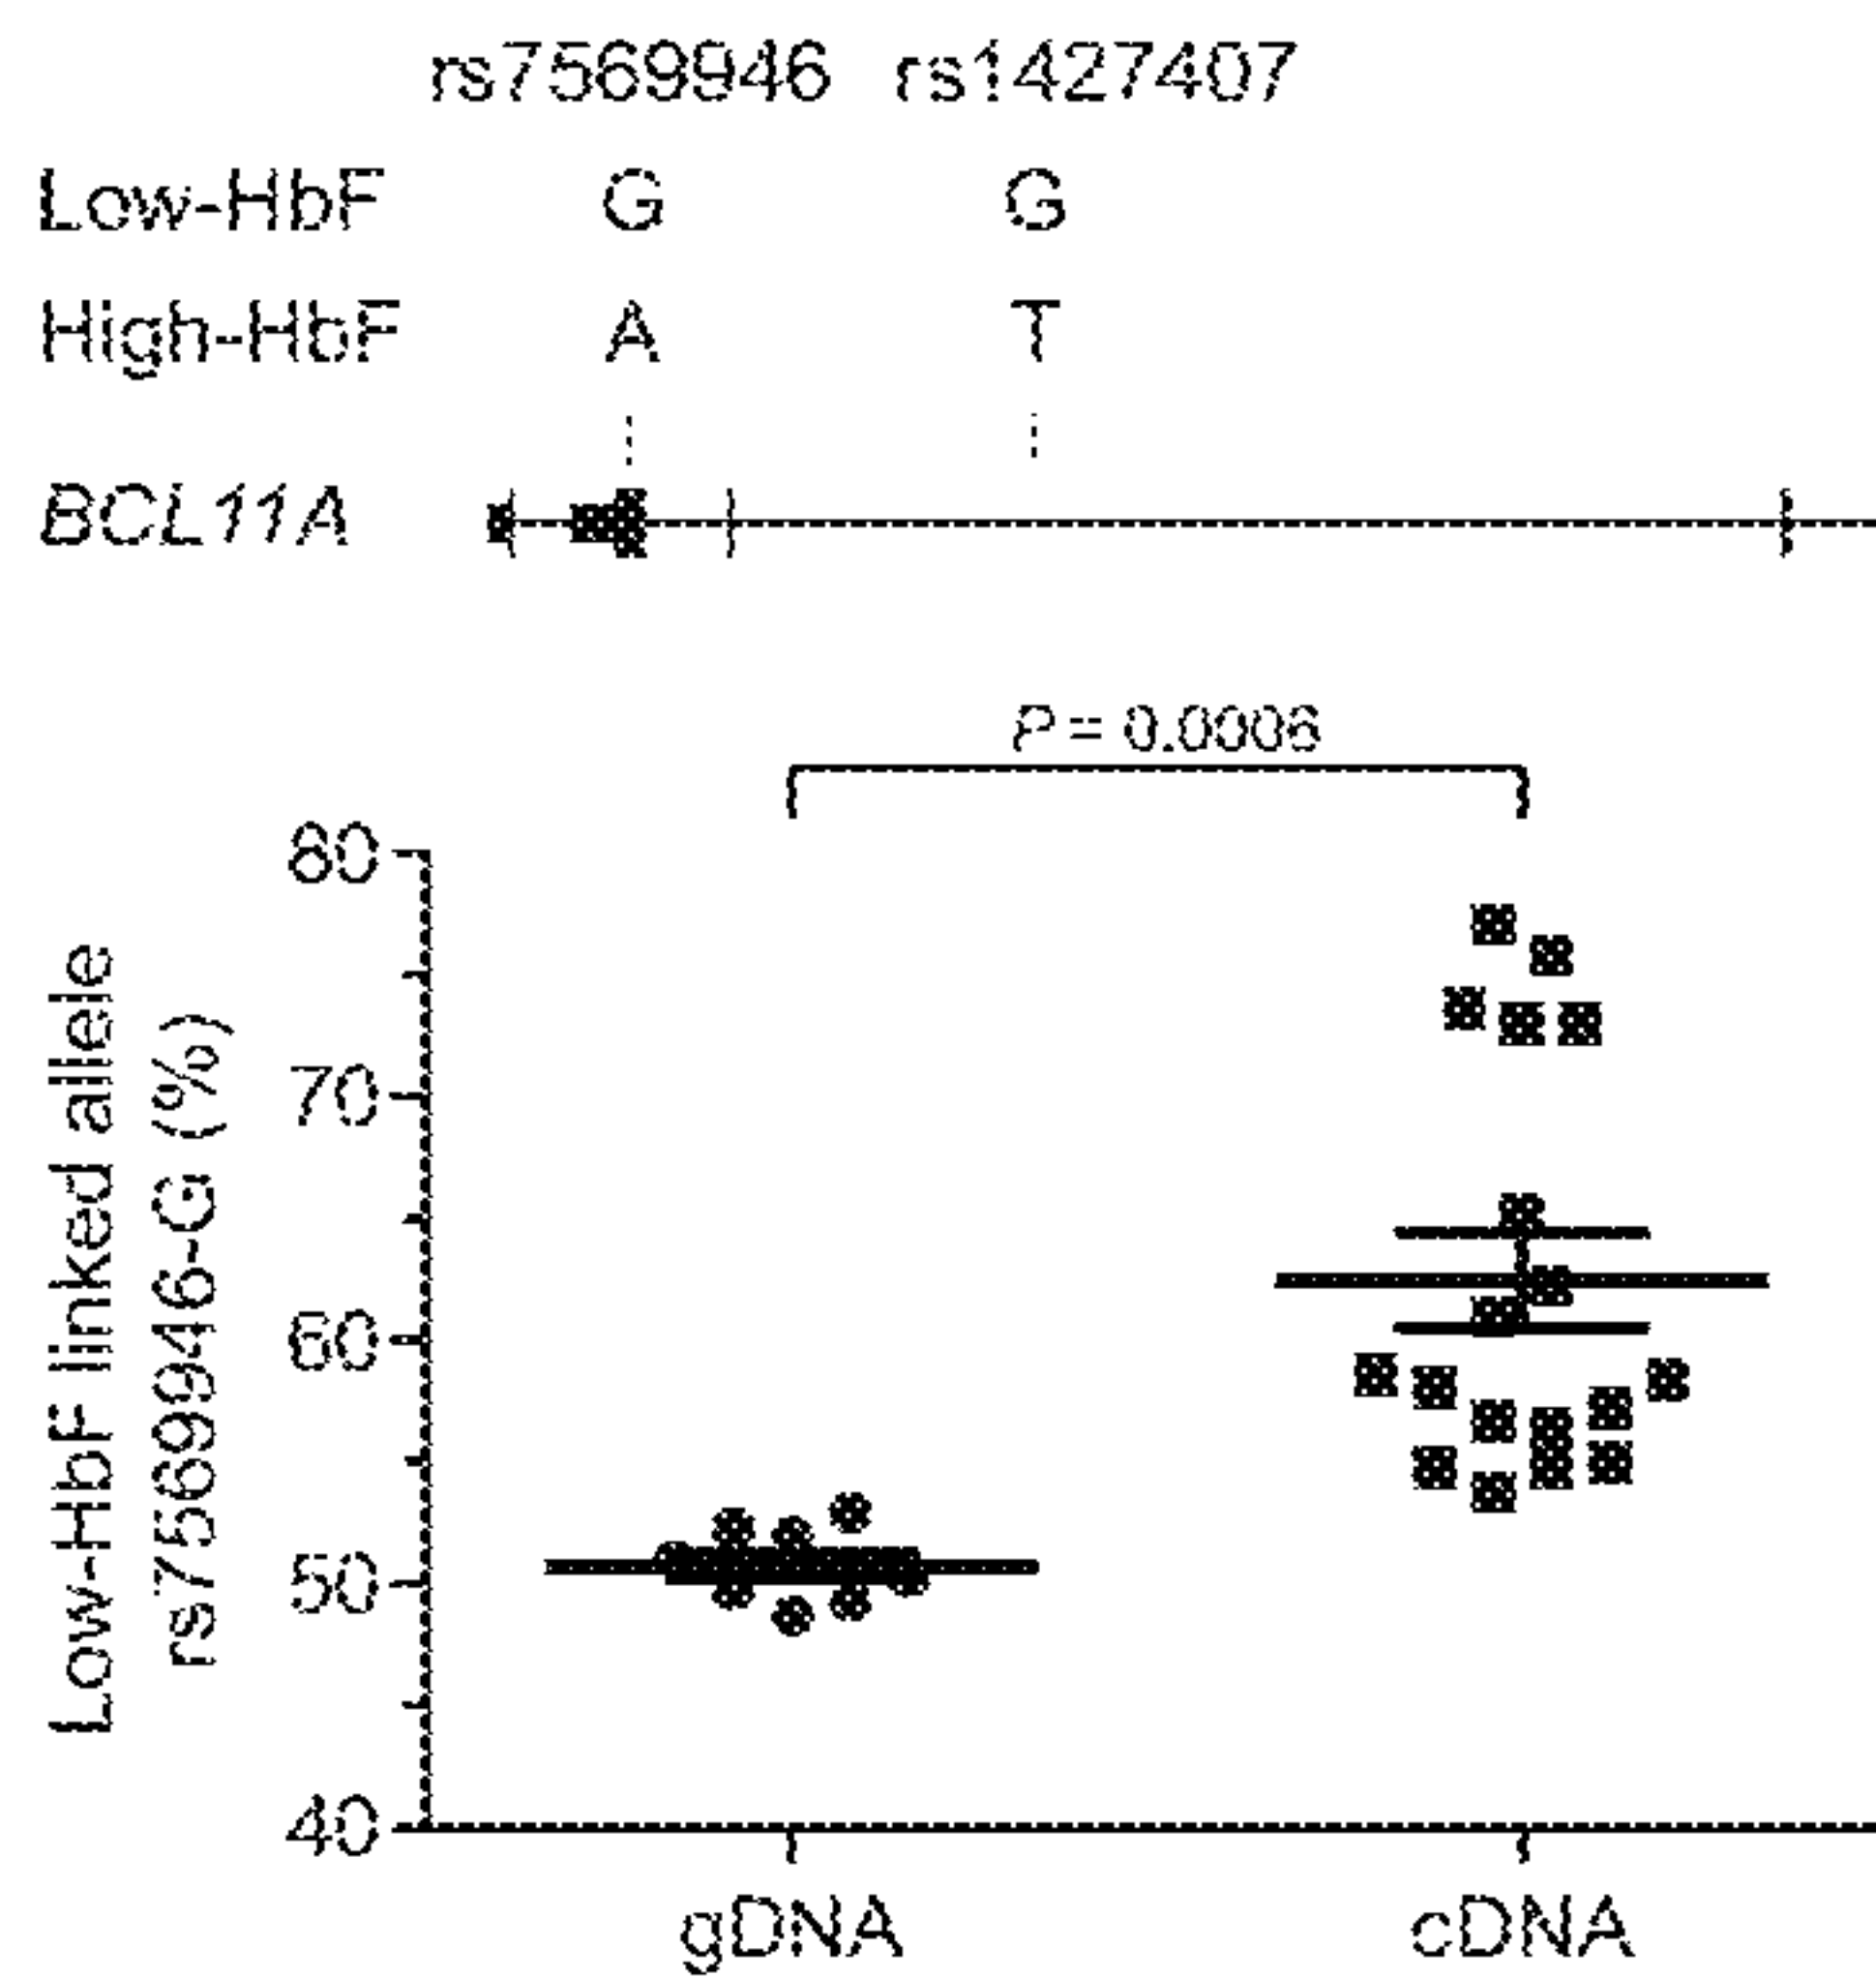 rs7569946 rs1427407
Low-HbF G G
High-HbF A T
BCL11A
P = 0.0006
80
70
60
50
40
Low-HbF linked allele
rs7569946-G (%)
gDNA cDNA